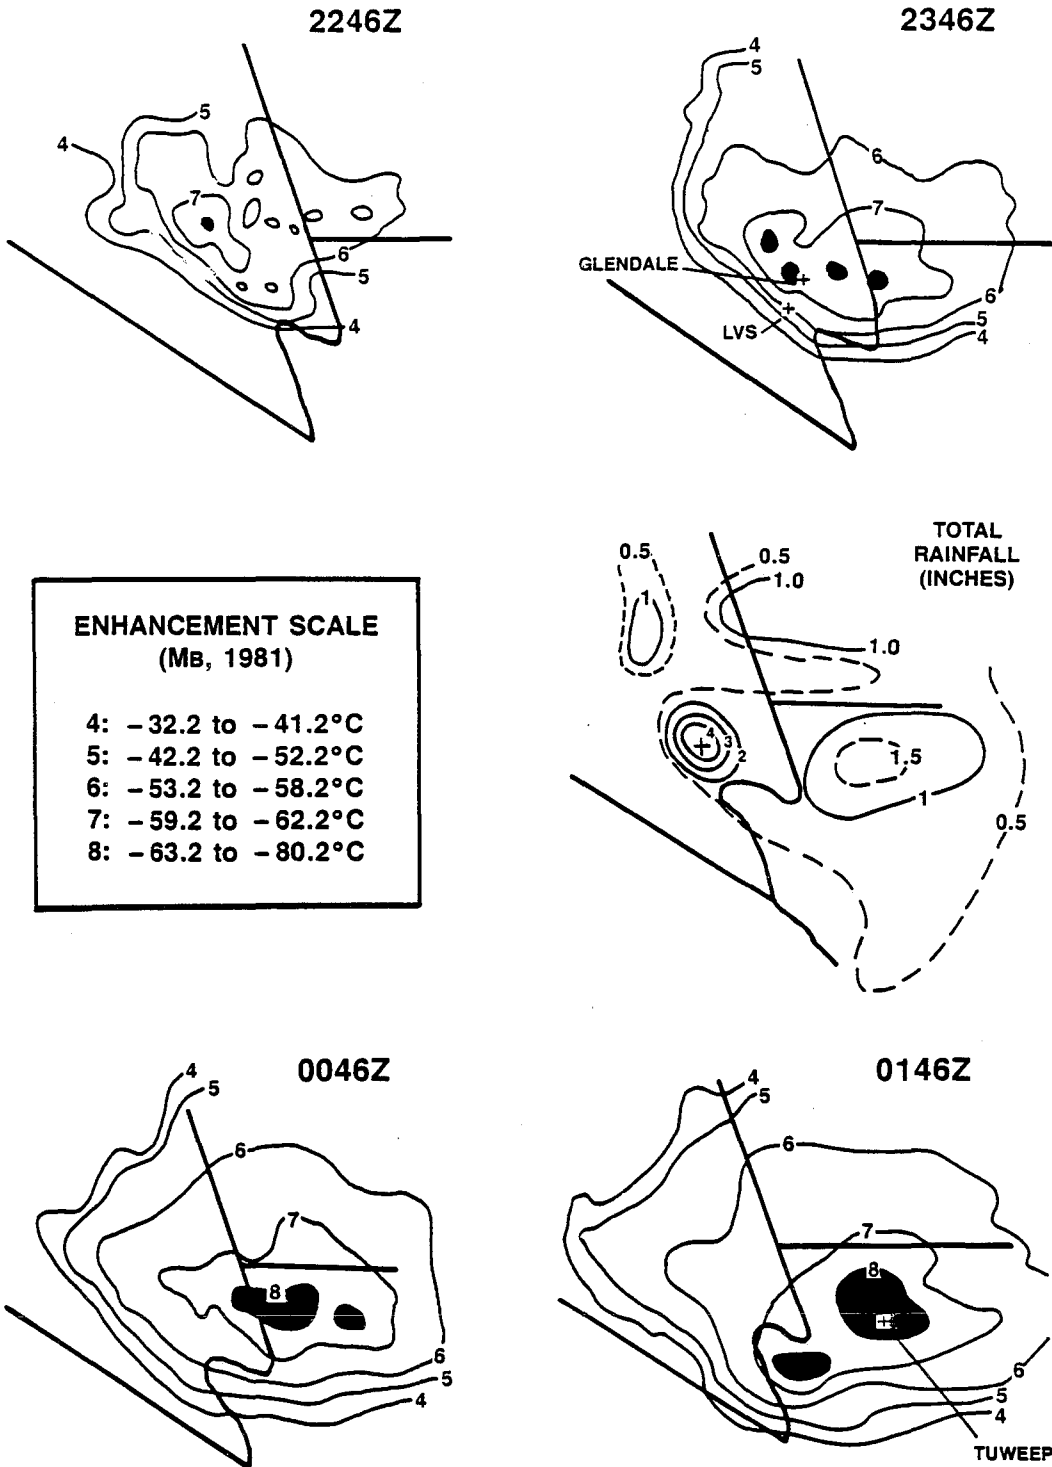 2246Z
5
4
7
6
5
4
2346Z
4
5
6
7
GLENDALE
LVS
6
5
4
ENHANCEMENT SCALE
(MB, 1981)
4: -32.2 to -41.2°C
5: -42.2 to -52.2°C
6: -53.2 to -58.2°C
7: -59.2 to -62.2°C
8: -63.2 to -80.2°C
TOTAL
RAINFALL
(INCHES)
0.5
0.5
1.0
1
1.0
4
3
2
1.5
1
0.5
0046Z
4
5
6
7
8
6
5
4
0146Z
4
5
6
7
8
6
5
4
TUWEEP